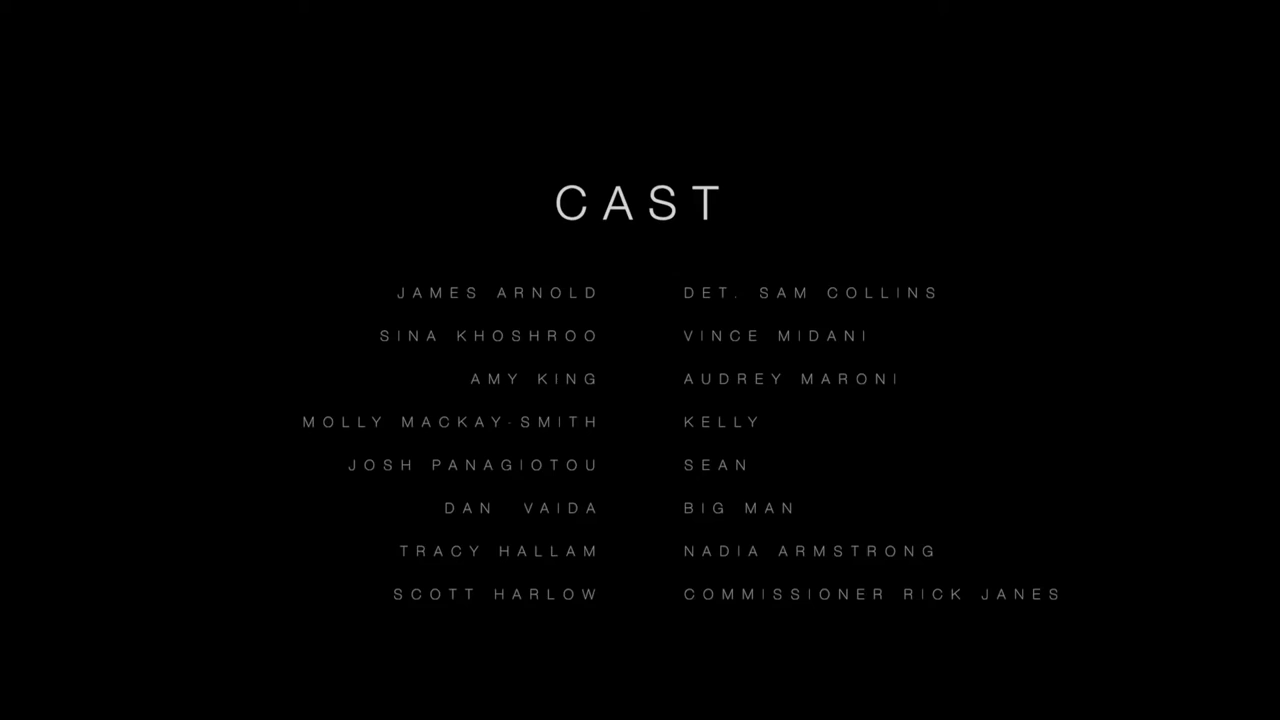 CAST
JAMES ARNOLD DET. SAM COLLINS
SINA KHOSHROO VINCE MIDANI
AMY KING AUDREY MARONI
MOLLY MACKAY-SMITH KELLY
JOSH PANAGIOTOU SEAN
DAN VAIDA BIG MAN
TRACY HALLAM NADIA ARMSTRONG
SCOTT HARLOW COMMISSIONER RICK JANES